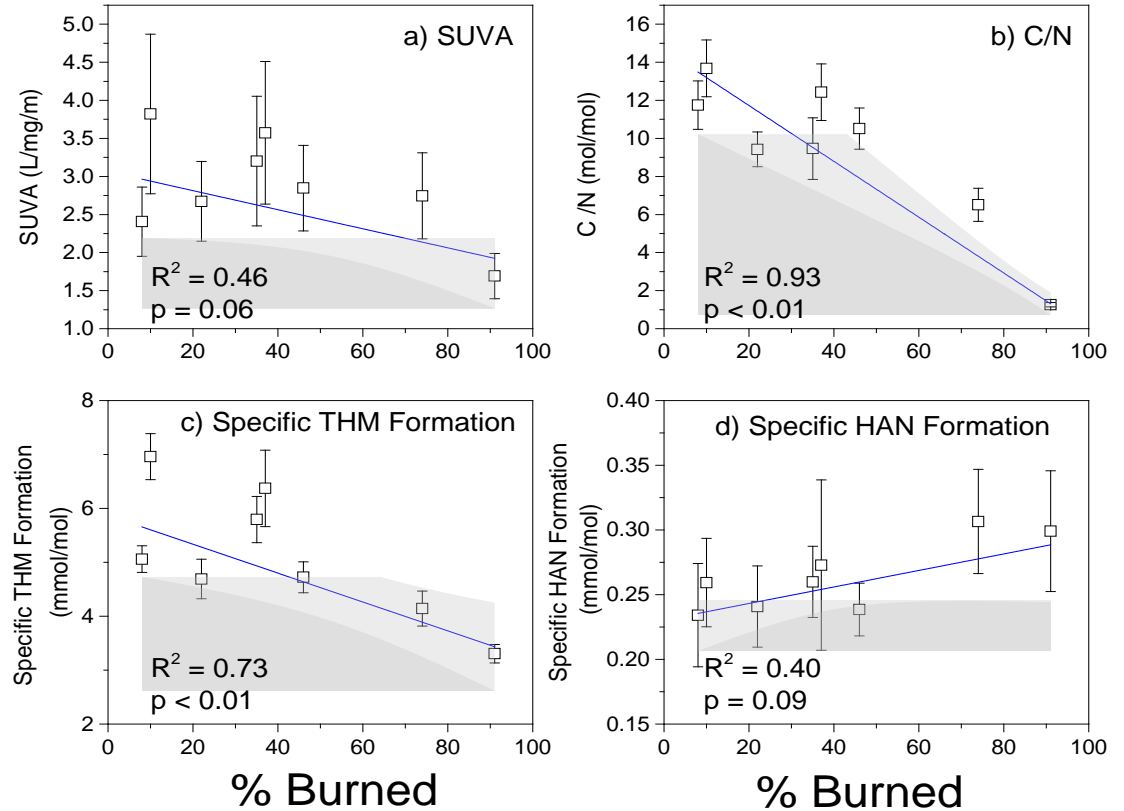 a) SUVA
5.0
4.5
4.0
3.5
3.0
2.5
2.0
1.5
1.0
SUVA (L/mg/m)
R² = 0.46
p = 0.06
0 20 40 60 80 100
b) C/N
16
14
12
10
8
6
4
2
0
C /N (mol/mol)
R² = 0.93
p < 0.01
0 20 40 60 80 100
c) Specific THM Formation
8
6
4
2
Specific THM Formation
(mmol/mol)
R² = 0.73
p < 0.01
0 20 40 60 80 100
% Burned
d) Specific HAN Formation
0.40
0.35
0.30
0.25
0.20
0.15
Specific HAN Formation
(mmol/mol)
R² = 0.40
p = 0.09
0 20 40 60 80 100
% Burned